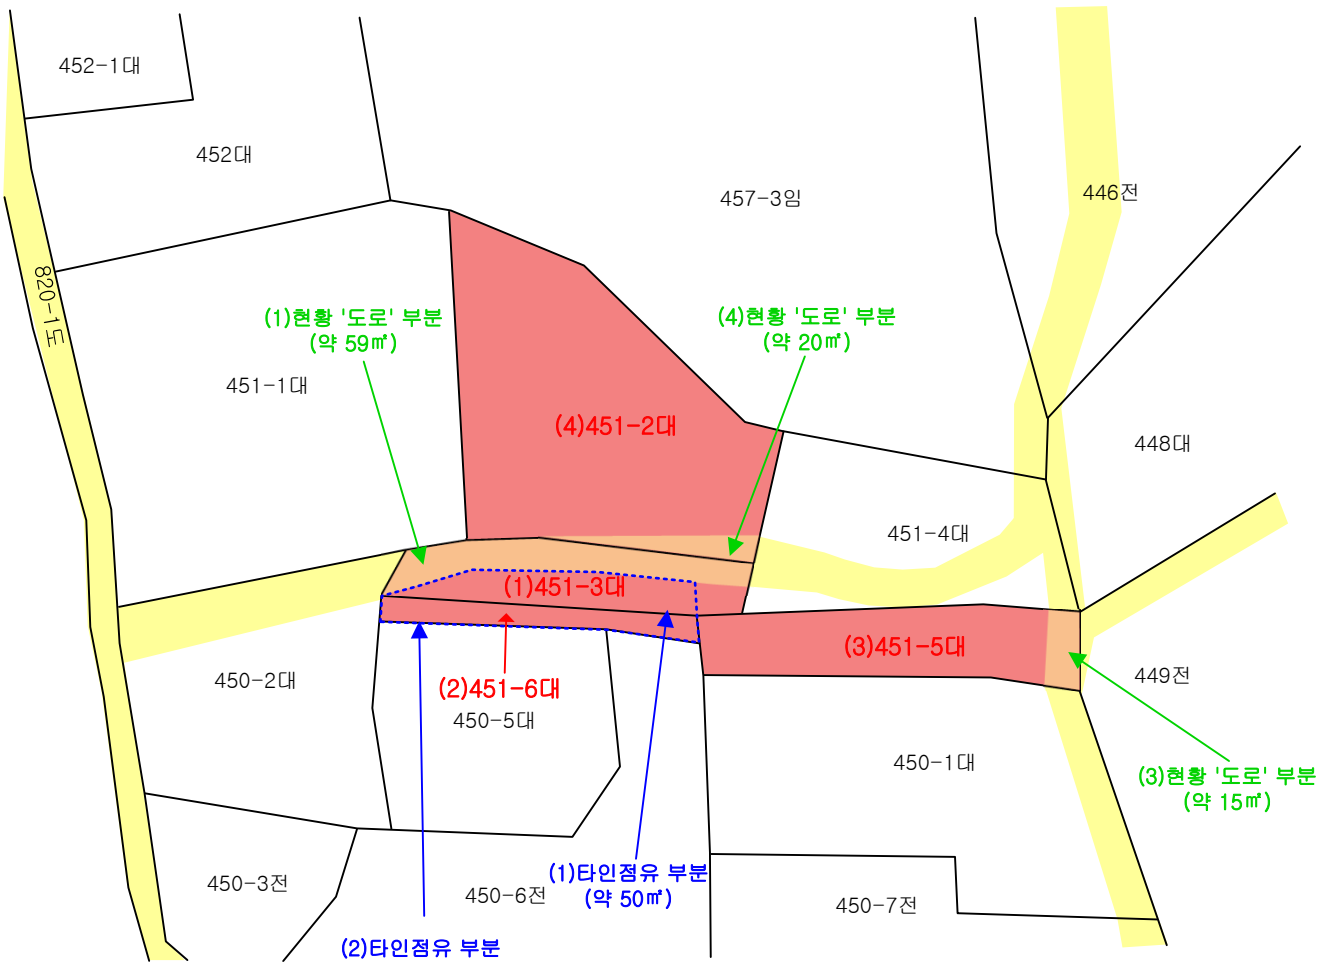 452-1대
452대
457-3임
446전
820-1도
(1)현황 '도로' 부분
(약 59㎡)
(4)현황 '도로' 부분
(약 20㎡)
451-1대
(4)451-2대
448대
451-4대
(1)451-3대
(3)451-5대
450-2대
(2)451-6대
450-5대
449전
450-1대
(3)현황 '도로' 부분
(약 15㎡)
450-3전
450-6전
(1)타인점유 부분
(약 50㎡)
450-7전
(2)타인점유 부분